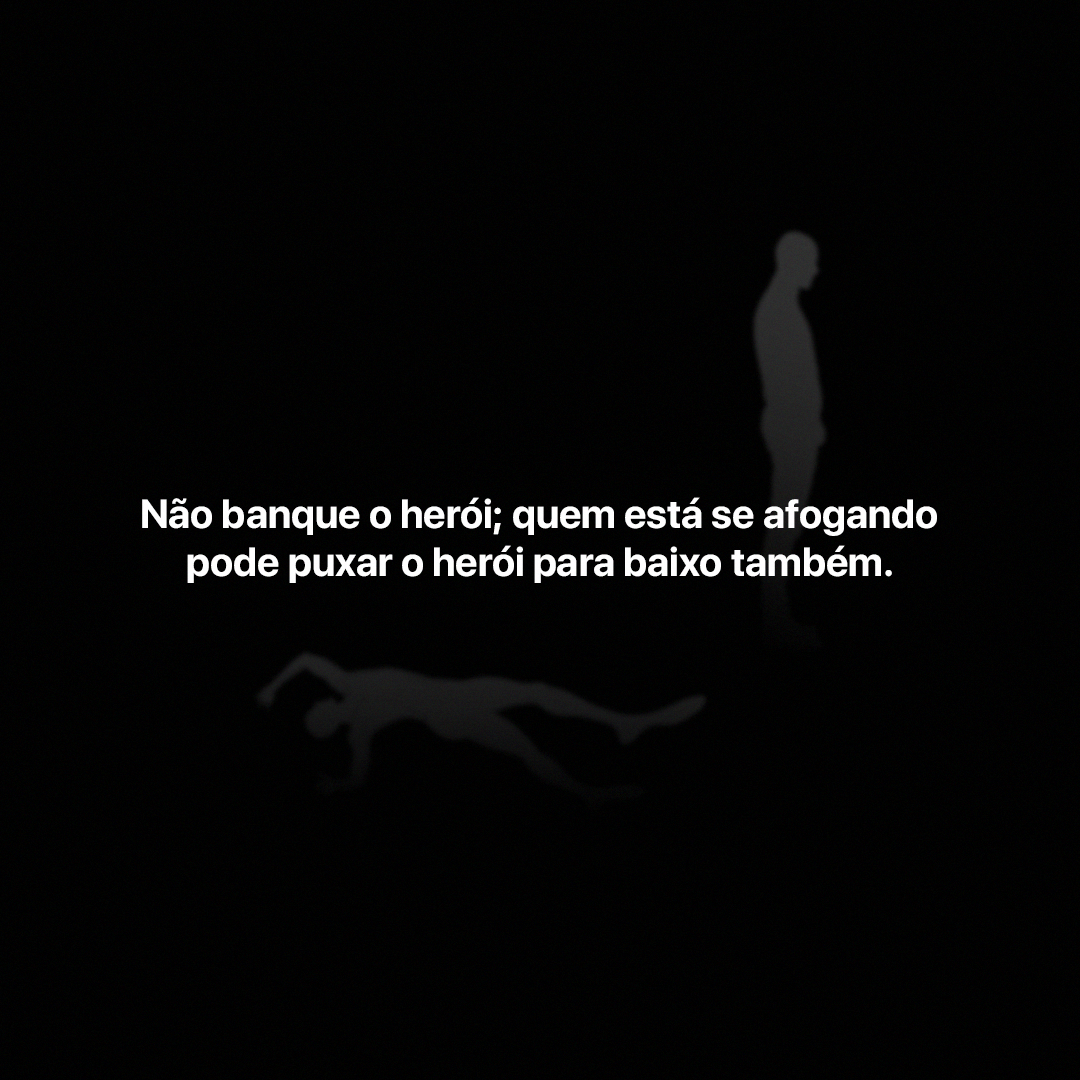 Não banque o herói; quem está se afogando
pode puxar o herói para baixo também.